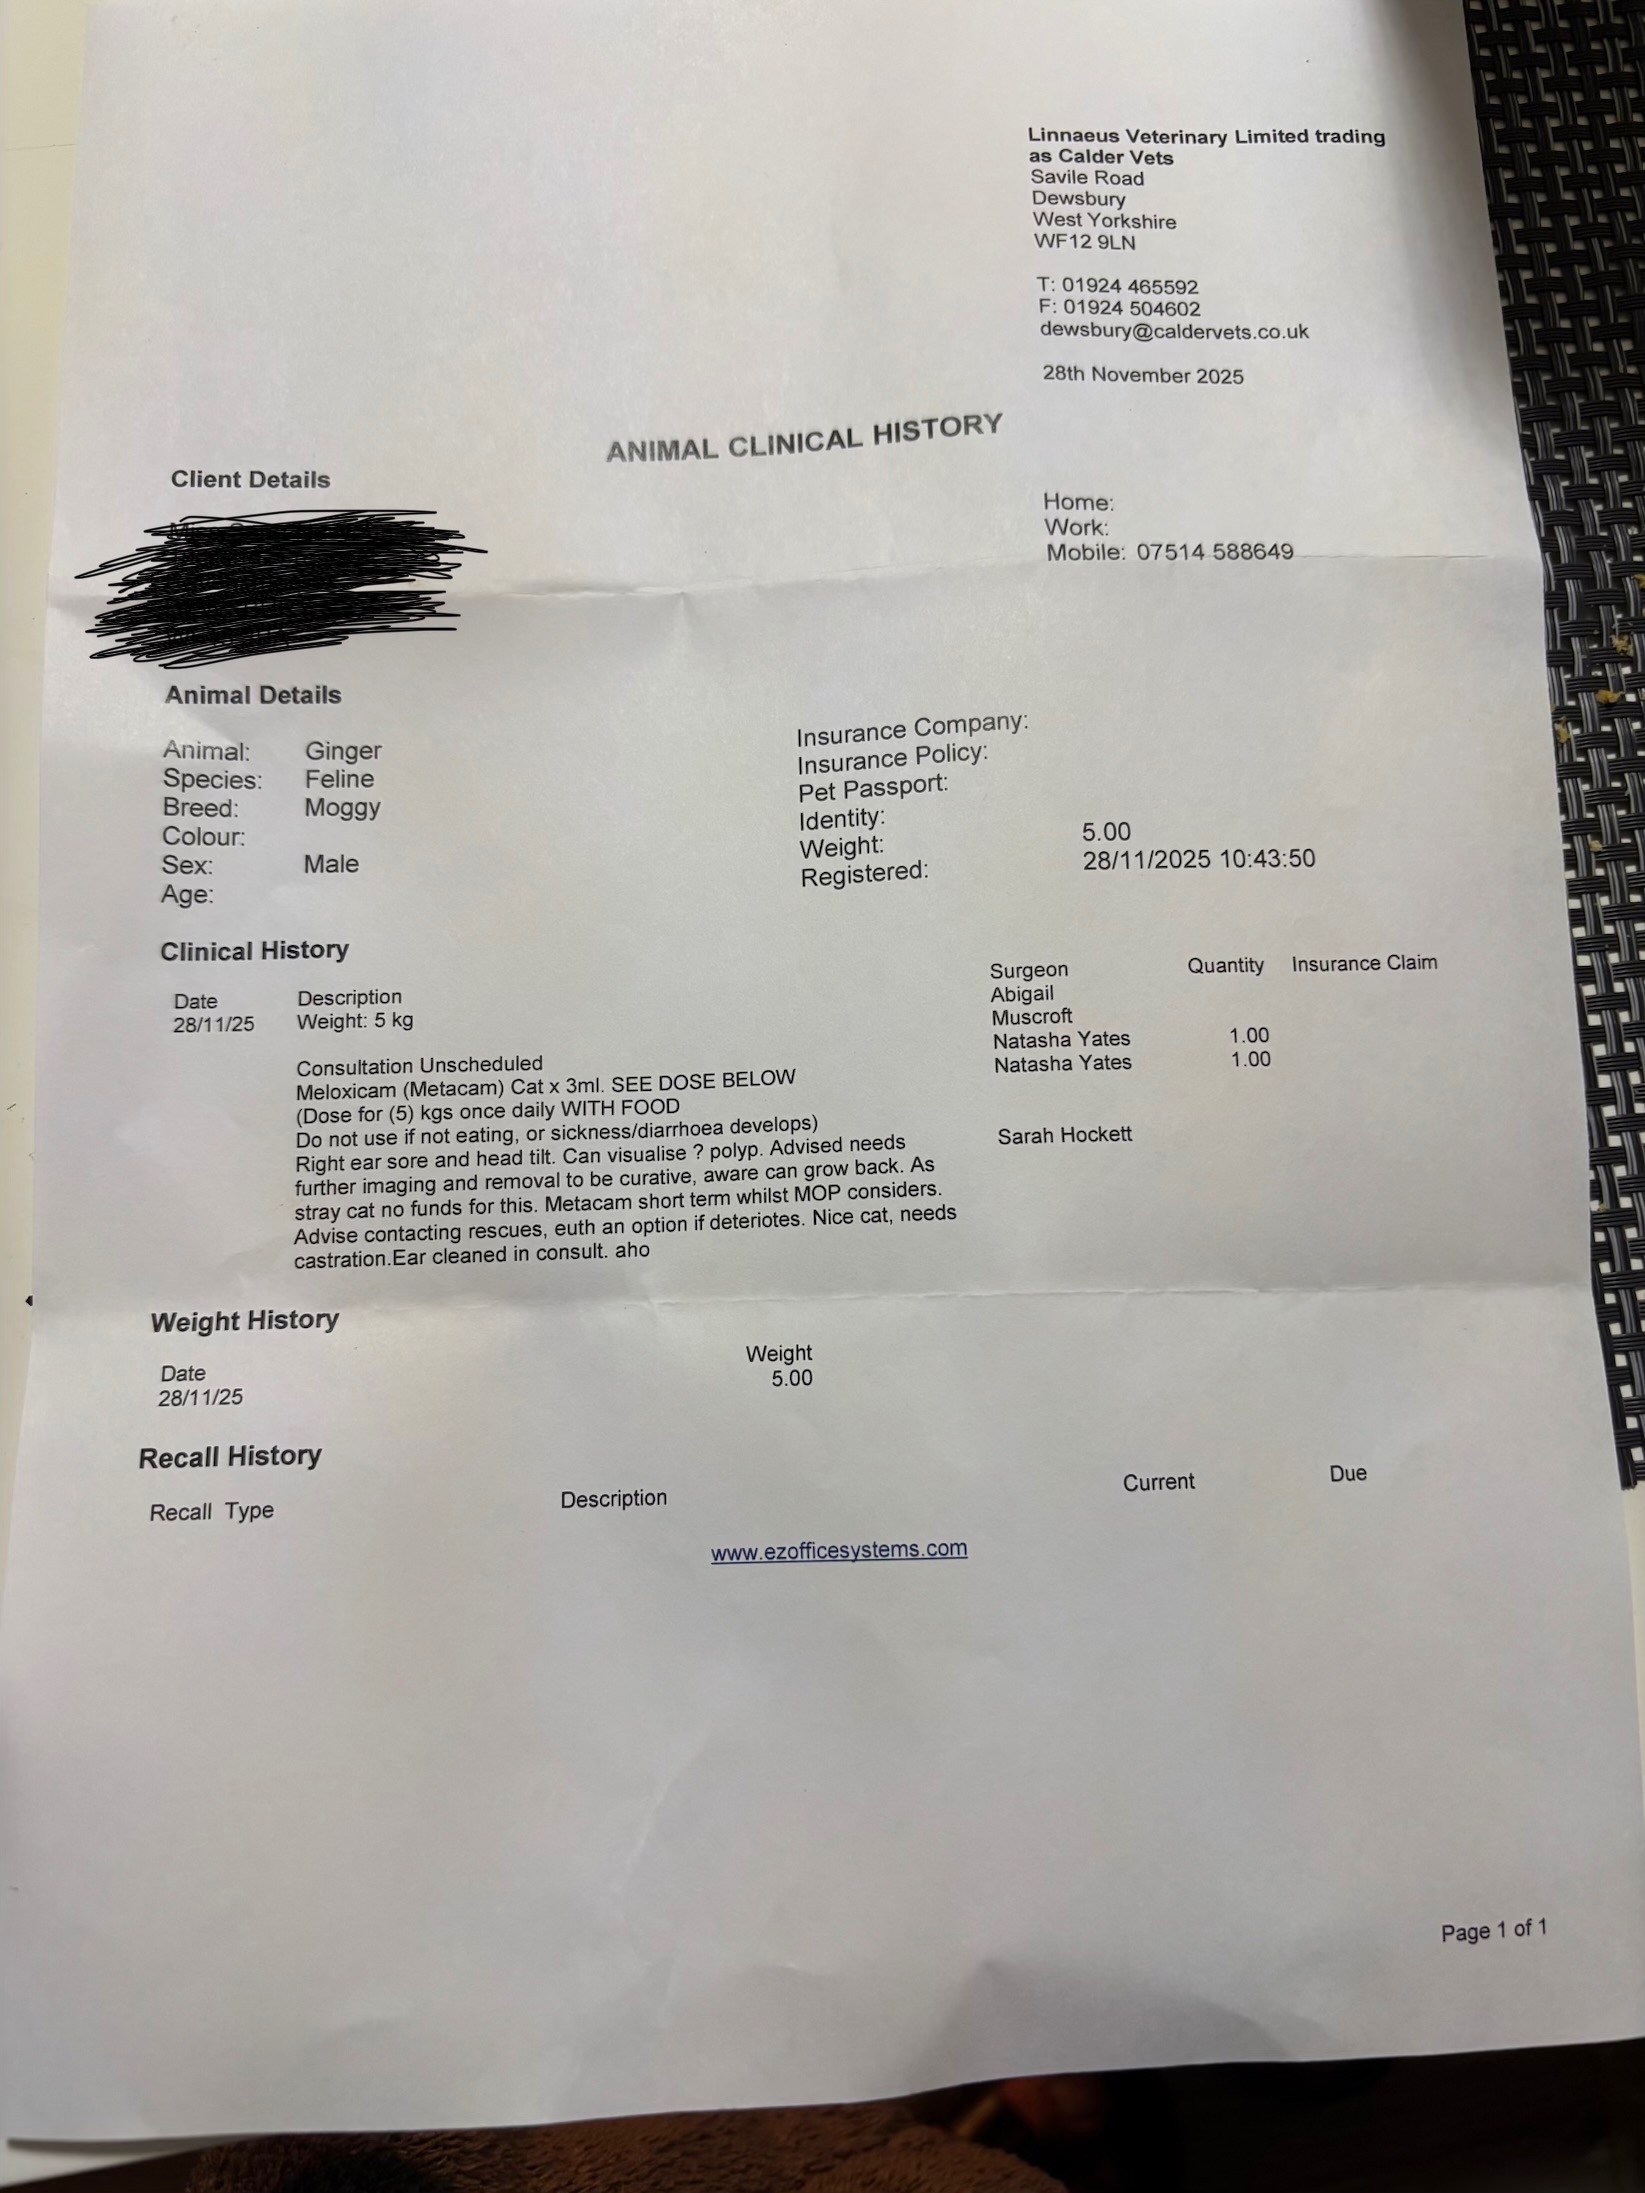 Linnaeus Veterinary Limited trading
as Calder Vets
Savile Road
Dewsbury
West Yorkshire
WF12 9LN
T: 01924 465592
F: 01924 504602
dewsbury@caldervets.co.uk
28th November 2025
ANIMAL CLINICAL HISTORY
Client Details
Home:
Work:
Mobile: 07514 588649
Animal Details
Animal: Ginger
Species: Feline
Breed: Moggy
Colour:
Sex: Male
Age:
Insurance Company:
Insurance Policy:
Pet Passport:
Identity:
Weight: 5.00
Registered: 28/11/2025 10:43:50
Clinical History
Date Description Surgeon Quantity Insurance Claim
28/11/25 Weight: 5 kg Abigail
Muscroft
Consultation Unscheduled Natasha Yates 1.00
Meloxicam (Metacam) Cat x 3ml. SEE DOSE BELOW Natasha Yates 1.00
(Dose for (5) kgs once daily WITH FOOD
Do not use if not eating, or sickness/diarrhoea develops)
Right ear sore and head tilt. Can visualise ? polyp. Advised needs Sarah Hockett
further imaging and removal to be curative, aware can grow back. As
stray cat no funds for this. Metacam short term whilst MOP considers.
Advise contacting rescues, euth an option if deteriotes. Nice cat, needs
castration.Ear cleaned in consult. aho
Weight History
Date Weight
28/11/25 5.00
Recall History
Recall Type Description Current Due
www.ezofficesystems.com
Page 1 of 1